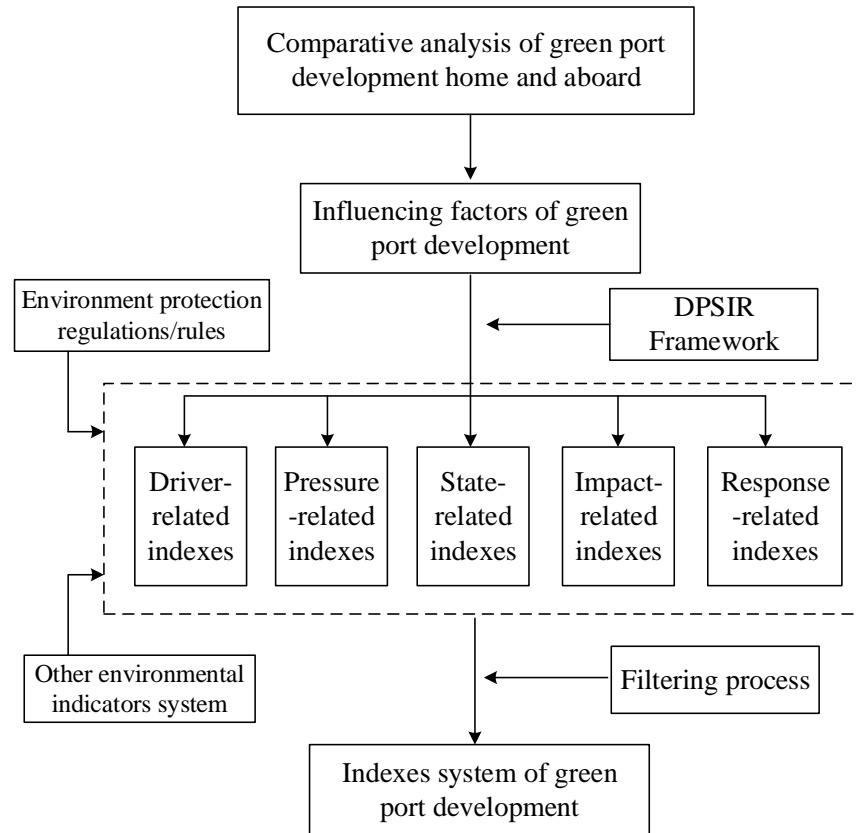 Comparative analysis of green port
development home and aboard
Influencing factors of green
port development
Environment protection
regulations/rules
DPSIR
Framework
Driver-
related
indexes
Pressure
-related
indexes
State-
related
indexes
Impact-
related
indexes
Response
-related
indexes
Other environmental
indicators system
Filtering process
Indexes system of green
port development